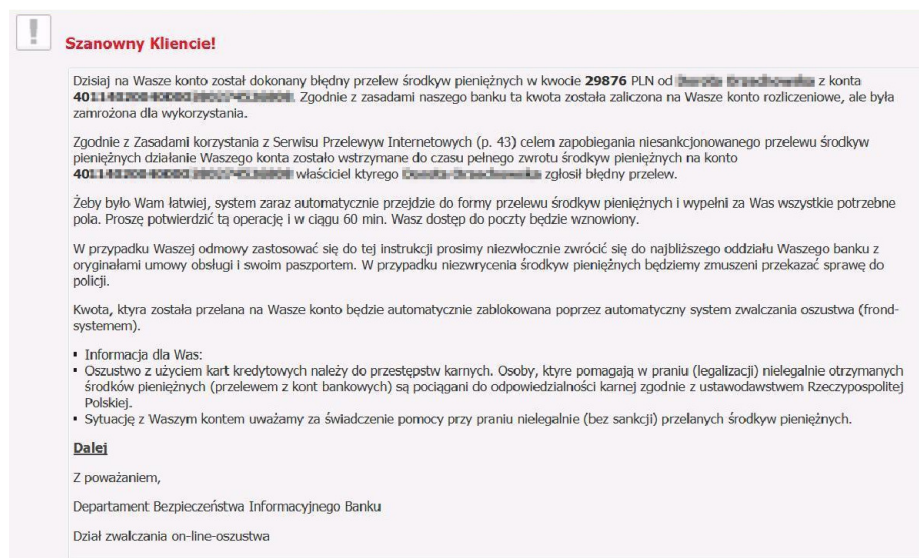 Szanowny Kliencie!
Dzisiaj na Wasze konto został dokonany błędny przelew środkyw pieniężnych w kwocie 29876 PLN od z konta
Zgodnie z zasadami naszego banku ta kwota została zaliczona na Wasze konto rozliczeniowe, ale była
zamrożona dla wykorzystania.
Zgodnie z Zasadami korzystania z Serwisu Przelewyw Internetowych (p. 43) celem zapobiegania niesankcjonowanego przelewu środkyw
pieniężnych działanie Waszego konta zostało wstrzymane do czasu pełnego zwrotu środkyw pieniężnych na konto
właściciel ktyrego zgłosił błędny przelew.
Żeby było Wam łatwiej, system zaraz automatycznie przejdzie do formy przelewu środkyw pieniężnych i wypełni za Was wszystkie potrzebne
pola. Proszę potwierdzić tą operację i w ciągu 60 min. Wasz dostęp do poczty będzie wznowiony.
W przypadku Waszej odmowy zastosować się do tej instrukcji prosimy niezwłocznie zwrócić się do najbliższego oddziału Waszego banku z
oryginałami umowy obsługi i swoim paszportem. W przypadku niezwrycenia środkyw pieniężnych będziemy zmuszeni przekazać sprawę do
policji.
Kwota, ktyra została przelana na Wasze konto będzie automatycznie zablokowana poprzez automatyczny system zwalczania oszustwa (frond-
systemem).
▪ Informacja dla Was:
▪ Oszustwo z użyciem kart kredytowych należy do przestępstw karnych. Osoby, ktyre pomagają w praniu (legalizacji) nielegalnie otrzymanych
środków pieniężnych (przelewem z kont bankowych) są pociągani do odpowiedzialności karnej zgodnie z ustawodawstwem Rzeczypospolitej
Polskiej.
▪ Sytuację z Waszym kontem uważamy za świadczenie pomocy przy praniu nielegalnie (bez sankcji) przelanych środkyw pieniężnych.
Dalej
Z poważaniem,
Departament Bezpieczeństwa Informacyjnego Banku
Dział zwalczania on-line-oszustwa